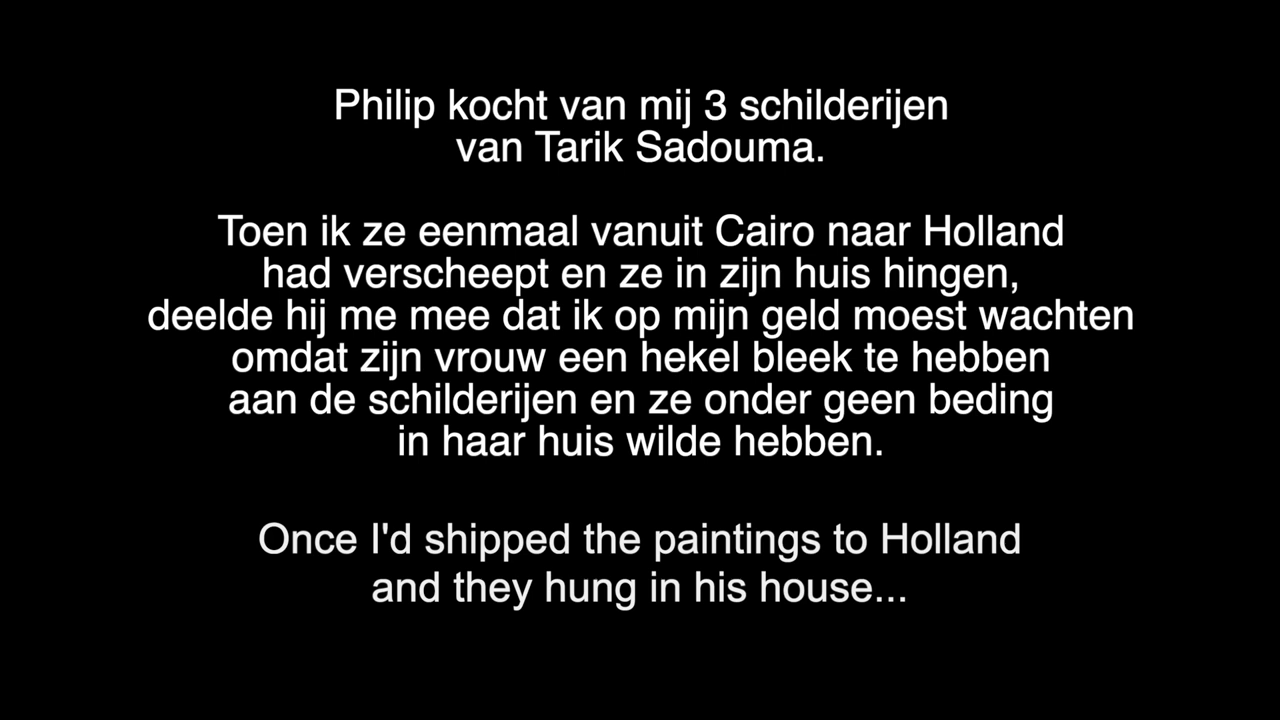 Philip kocht van mij 3 schilderijen
van Tarik Sadouma.
Toen ik ze eenmaal vanuit Cairo naar Holland
had verscheept en ze in zijn huis hingen,
deelde hij me mee dat ik op mijn geld moest wachten
omdat zijn vrouw een hekel bleek te hebben
aan de schilderijen en ze onder geen beding
in haar huis wilde hebben.
Once I'd shipped the paintings to Holland
and they hung in his house...